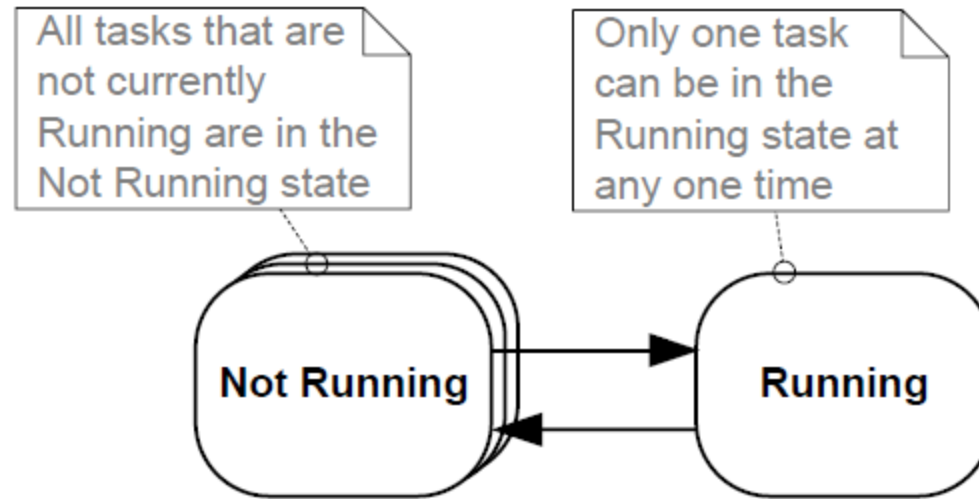 All tasks that are
not currently
Running are in the
Not Running state
Only one task
can be in the
Running state at
any one time
Not Running
Running